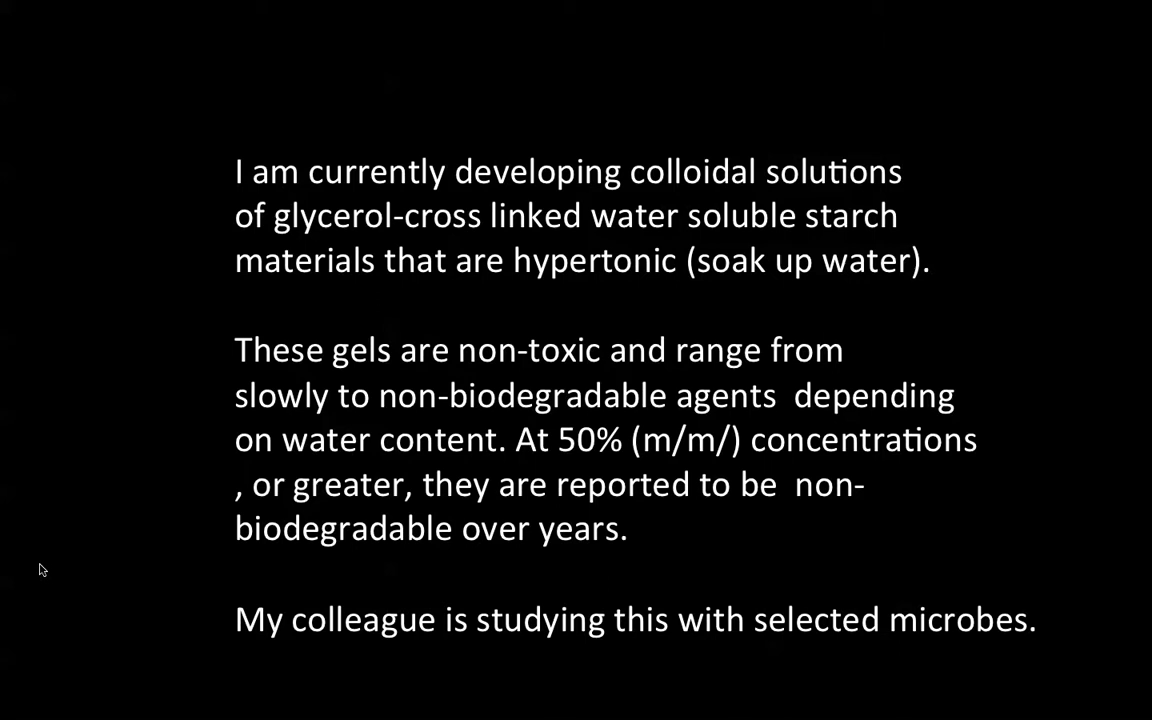 I am currently developing colloidal solutions
of glycerol-cross linked water soluble starch
materials that are hypertonic (soak up water).
These gels are non-toxic and range from
slowly to non-biodegradable agents  depending
on water content. At 50% (m/m/) concentrations
, or greater, they are reported to be  non-
biodegradable over years.
My colleague is studying this with selected microbes.